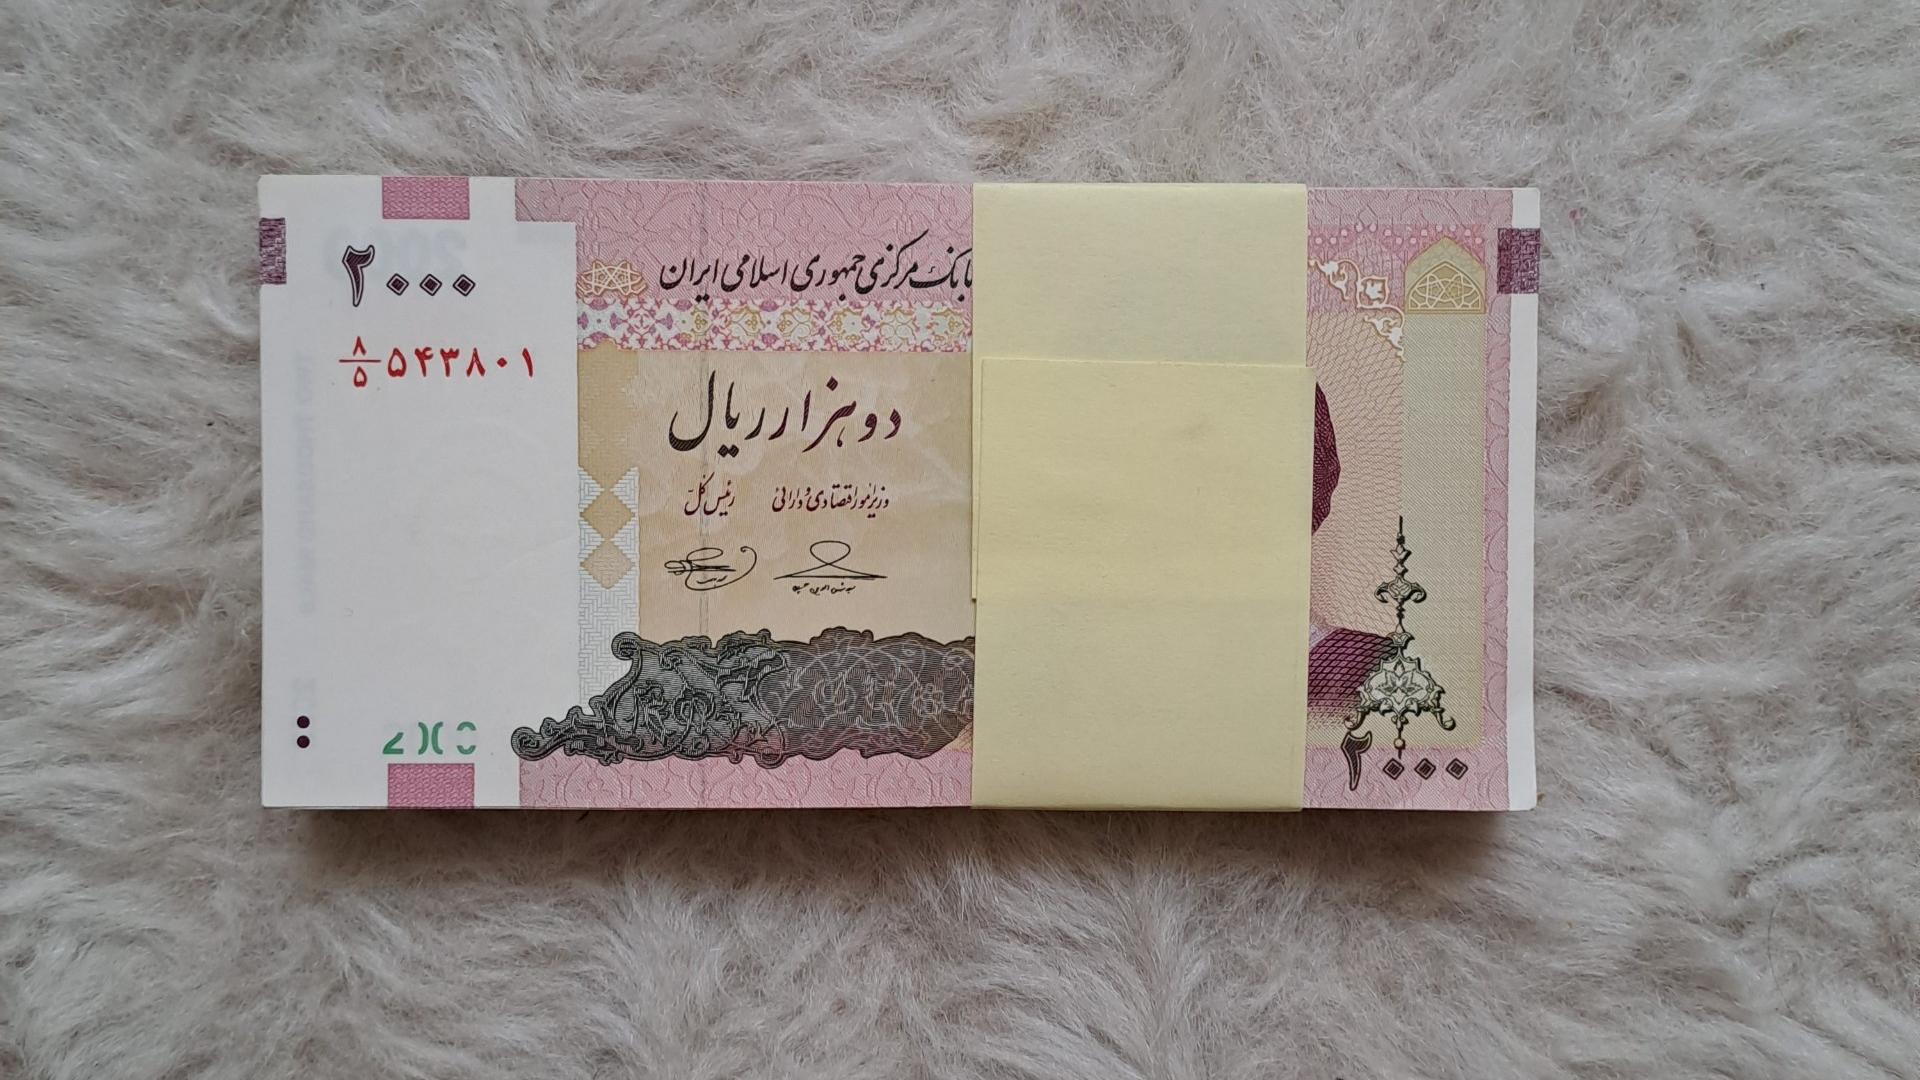 بانک مرکزی جمهوری اسلامی ایران
۲۰۰۰
۸/۵ ۵۴۳۸۰۱
دو هزار ریال
وزیر امور اقتصادی و دارائی
رئیس کل
۲۰۰۰